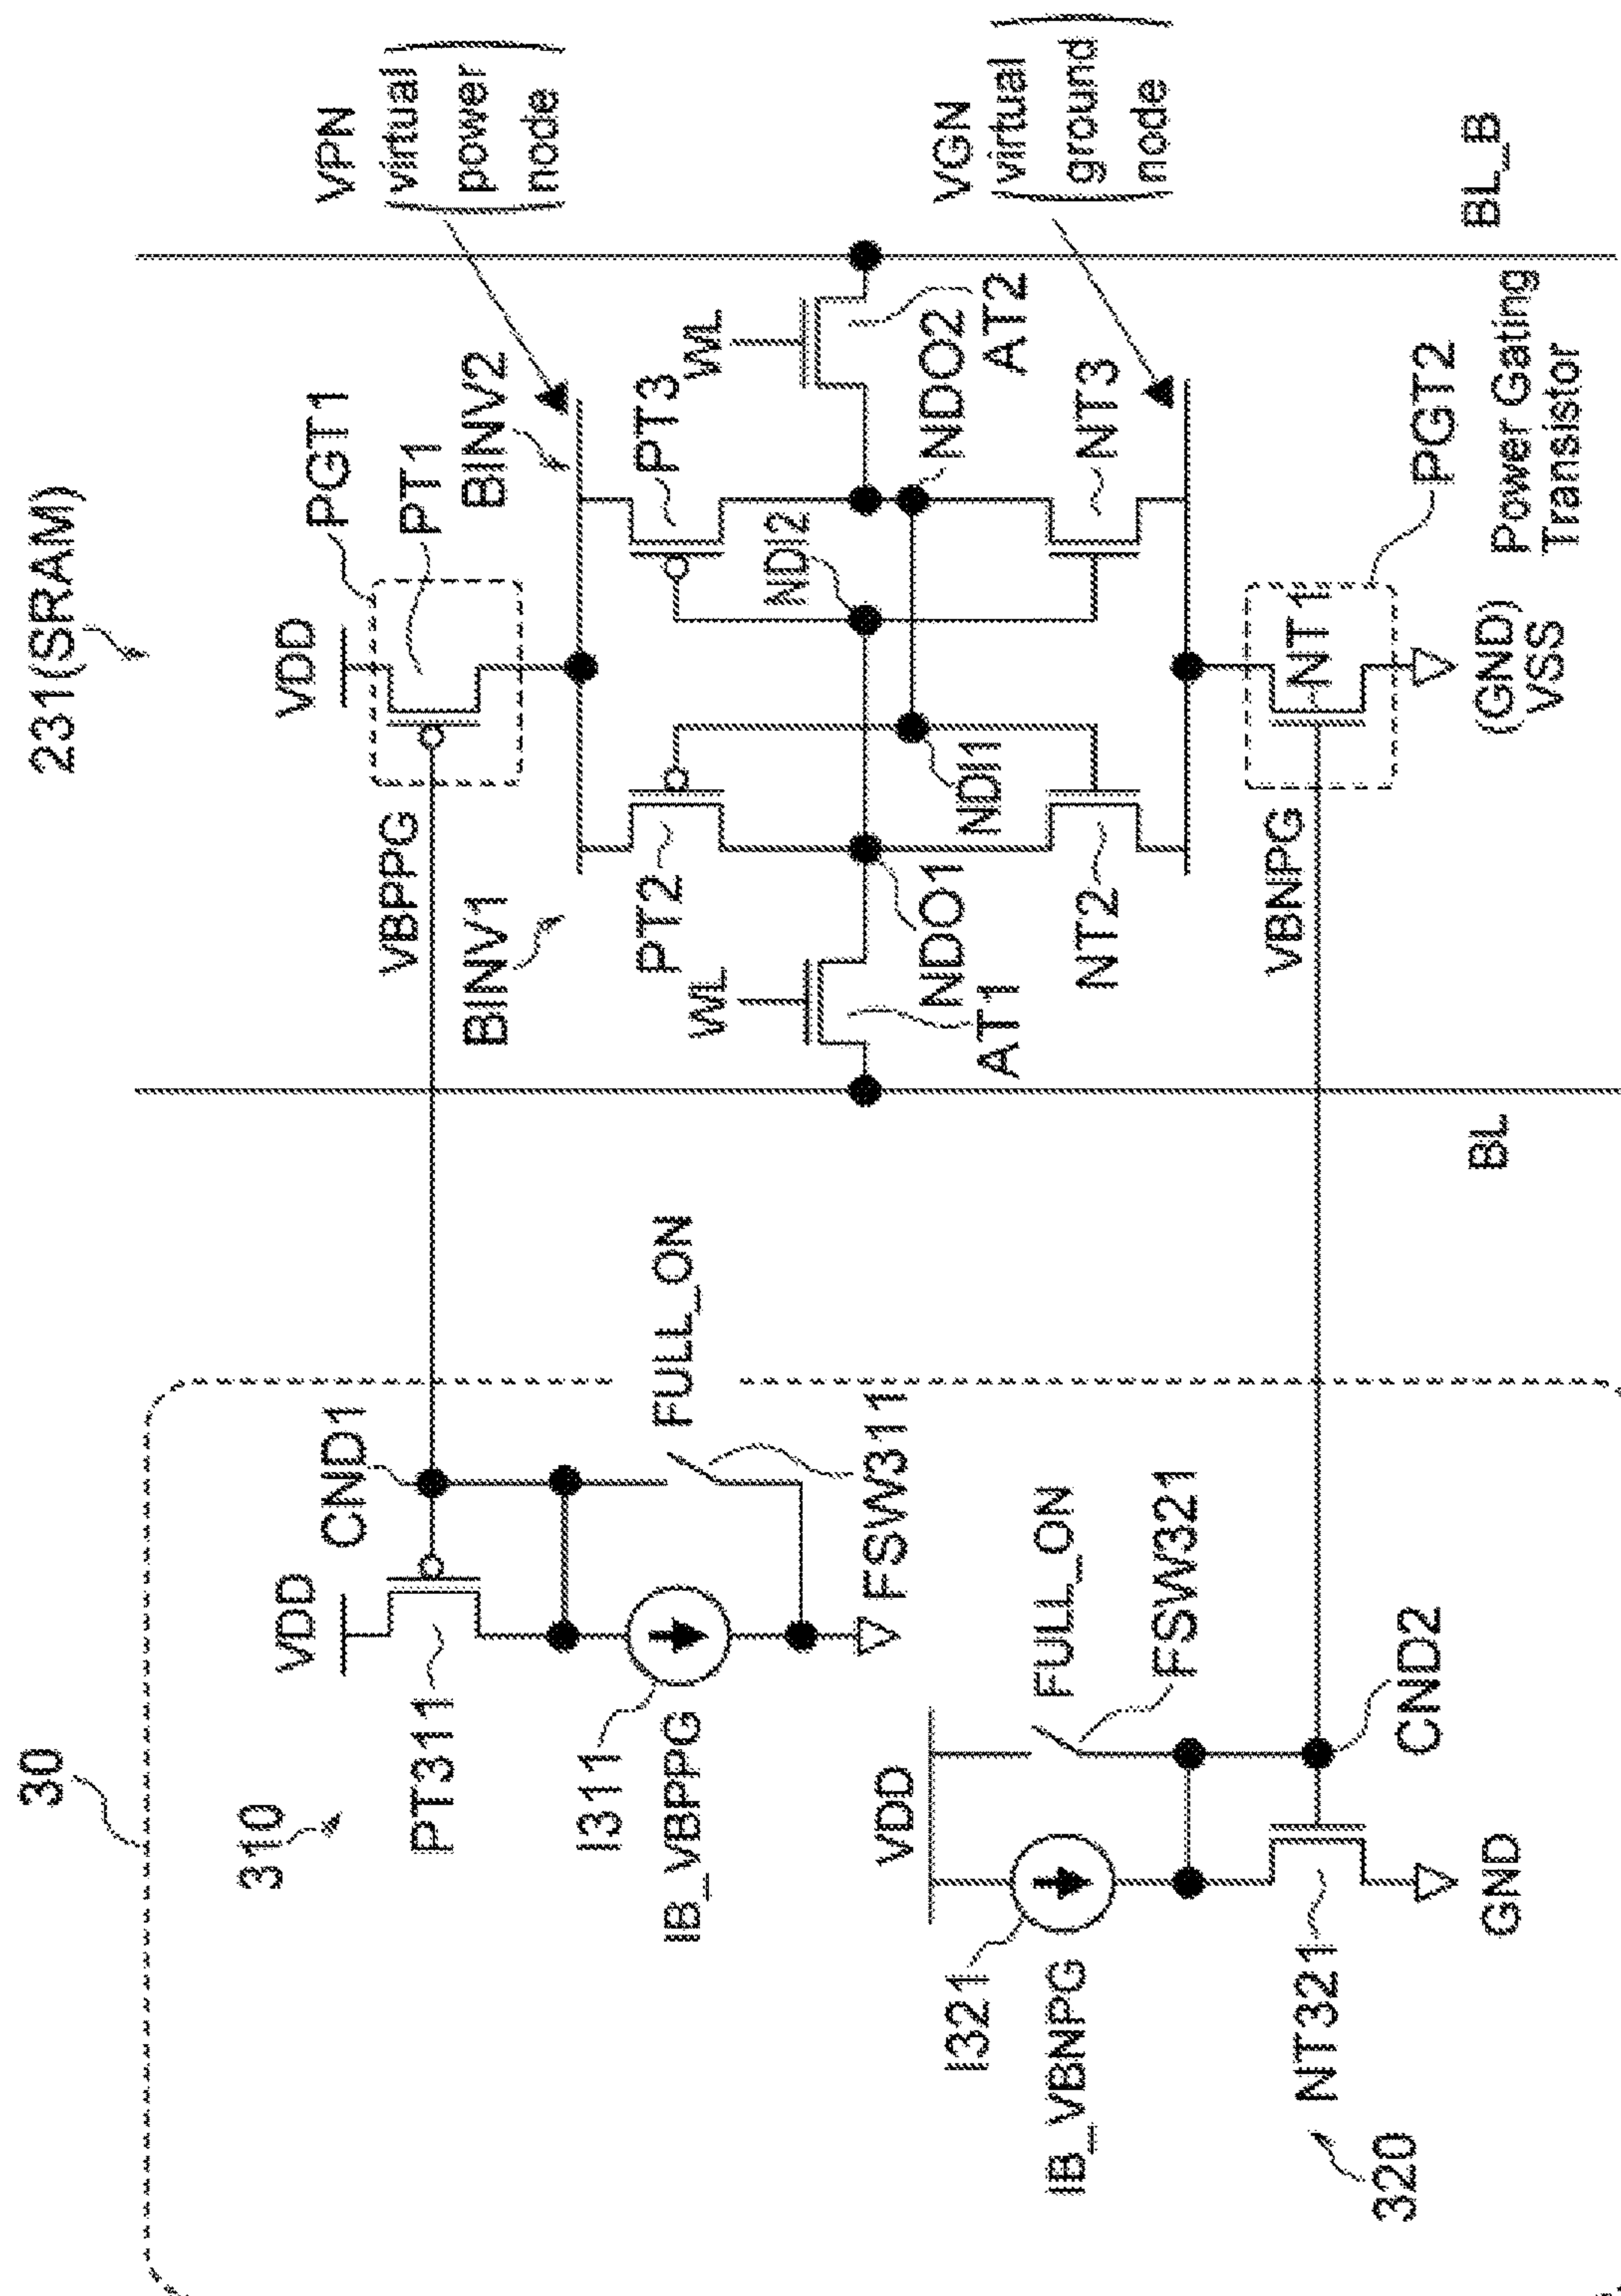 30
310
VDD
CND1
PT311
I311
IB_VBPPG
FULL_ON
FSW311
VDD
I321
IB_VBNPG
FULL_ON
FSW321
NT321
320
CND2
GND
231(SRAM)
VDD
PGT1
PT1
VBPPG
BINV1
BINV2
VPN
virtual
power
node
PT2
PT3
WL
WL
NDI2
NDO1
AT1
NDI1
NDO2
AT2
NT2
NT3
VGN
virtual
ground
node
VBNPG
NT1
PGT2
Power Gating
Transistor
(GND)
VSS
BL
BL_B